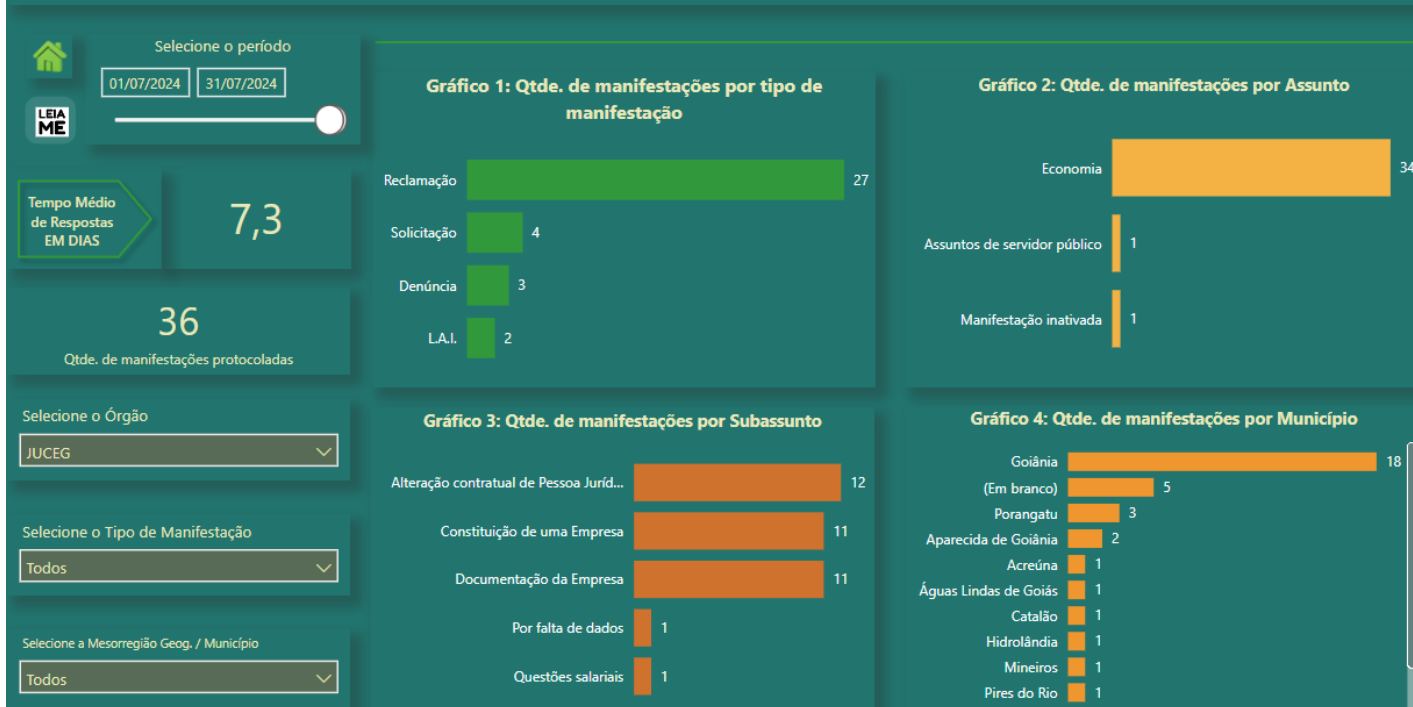 Selecione o período
01/07/2024 31/07/2024
LEIA
ME
Tempo Médio
de Respostas
EM DIAS
7,3
36
Qtde. de manifestações protocoladas
Selecione o Órgão
JUCEG
Selecione o Tipo de Manifestação
Todos
Selecione a Mesorregião Geog. / Município
Todos
Gráfico 1: Qtde. de manifestações por tipo de
manifestação
Reclamação 27
Solicitação 4
Denúncia 3
L.A.I. 2
Gráfico 2: Qtde. de manifestações por Assunto
Economia 34
Assuntos de servidor público 1
Manifestação inativada 1
Gráfico 3: Qtde. de manifestações por Subassunto
Alteração contratual de Pessoa Juríd... 12
Constituição de uma Empresa 11
Documentação da Empresa 11
Por falta de dados 1
Questões salariais 1
Gráfico 4: Qtde. de manifestações por Município
Goiânia 18
(Em branco) 5
Porangatu 3
Aparecida de Goiânia 2
Acreúna 1
Águas Lindas de Goiás 1
Catalão 1
Hidrolândia 1
Mineiros 1
Pires do Rio 1